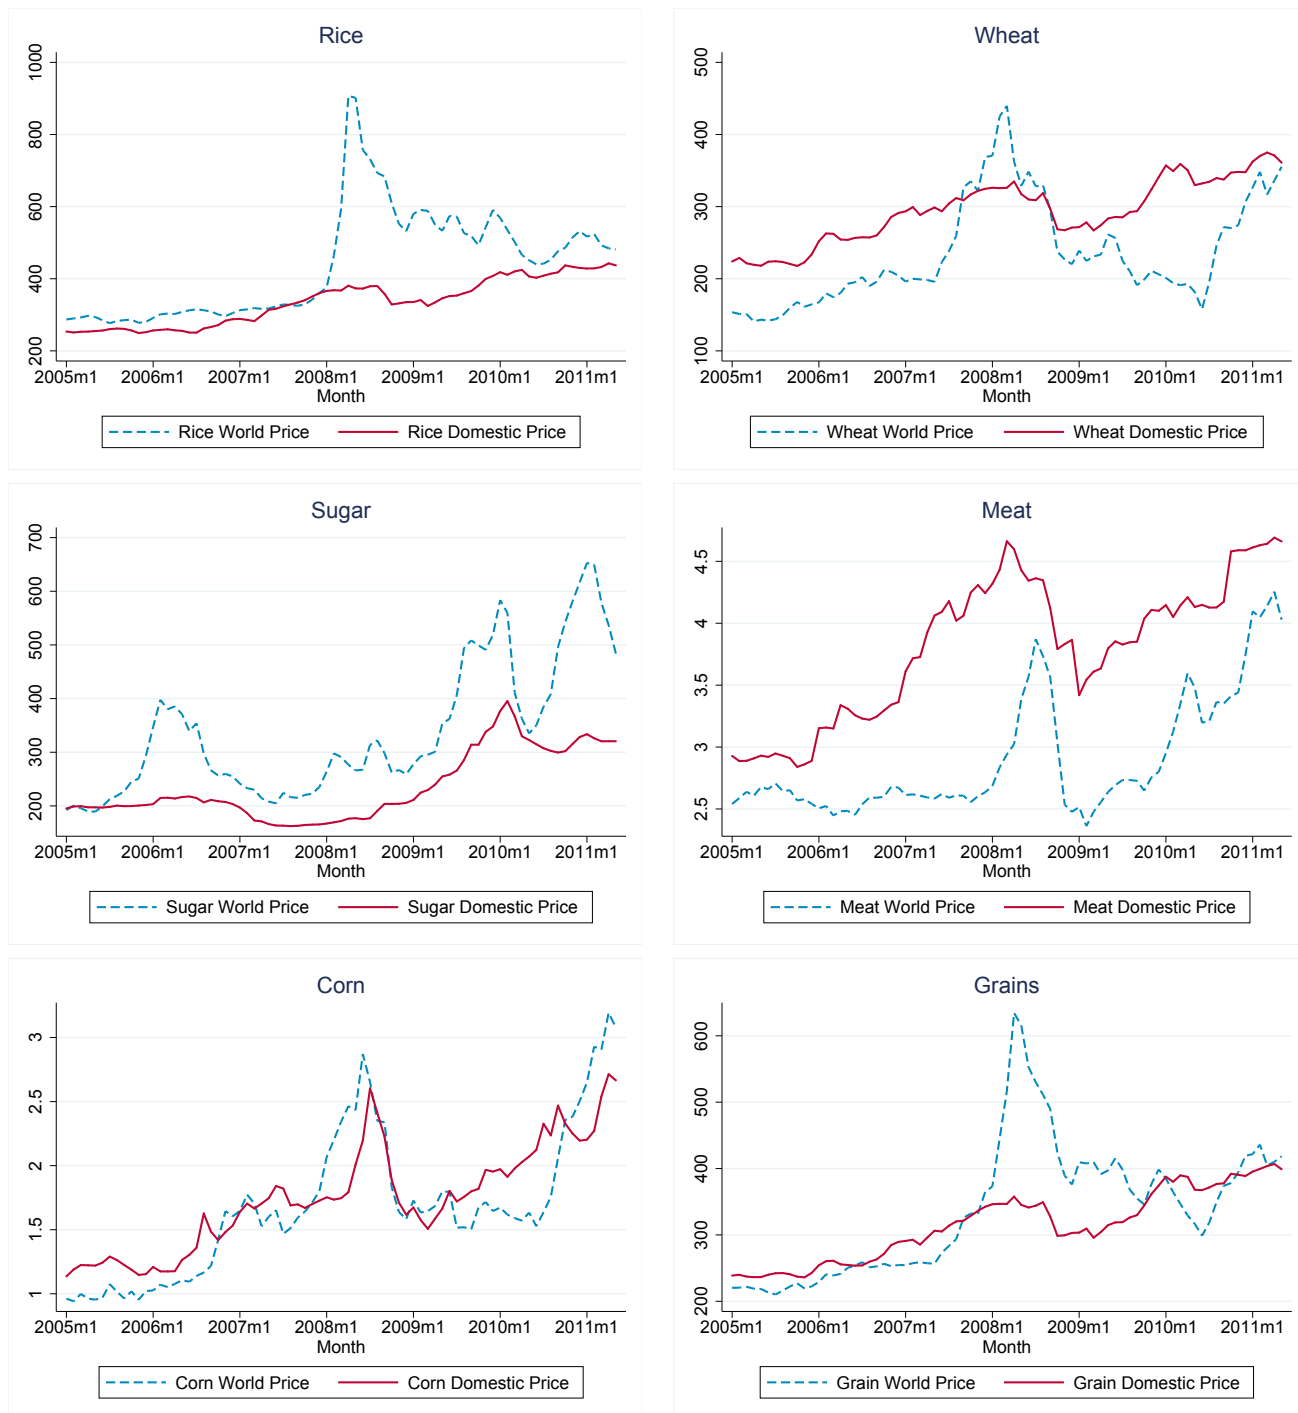 Rice
1000
800
600
400
200
2005m1 2006m1 2007m1 2008m1 2009m1 2010m1 2011m1
Month
Rice World Price Rice Domestic Price
Wheat
500
400
300
200
100
2005m1 2006m1 2007m1 2008m1 2009m1 2010m1 2011m1
Month
Wheat World Price Wheat Domestic Price
Sugar
700
600
500
400
300
200
2005m1 2006m1 2007m1 2008m1 2009m1 2010m1 2011m1
Month
Sugar World Price Sugar Domestic Price
Meat
4.5
4
3.5
3
2.5
2005m1 2006m1 2007m1 2008m1 2009m1 2010m1 2011m1
Month
Meat World Price Meat Domestic Price
Corn
3
2.5
2
1.5
1
2005m1 2006m1 2007m1 2008m1 2009m1 2010m1 2011m1
Month
Corn World Price Corn Domestic Price
Grains
600
500
400
300
200
2005m1 2006m1 2007m1 2008m1 2009m1 2010m1 2011m1
Month
Grain World Price Grain Domestic Price